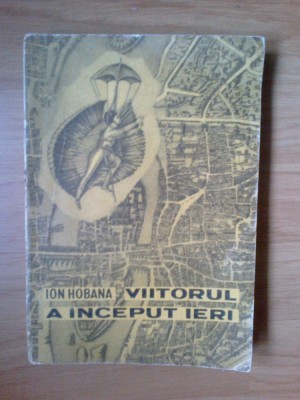 ION HOBANA VIITORUL
A ÎNCEPUT IERI